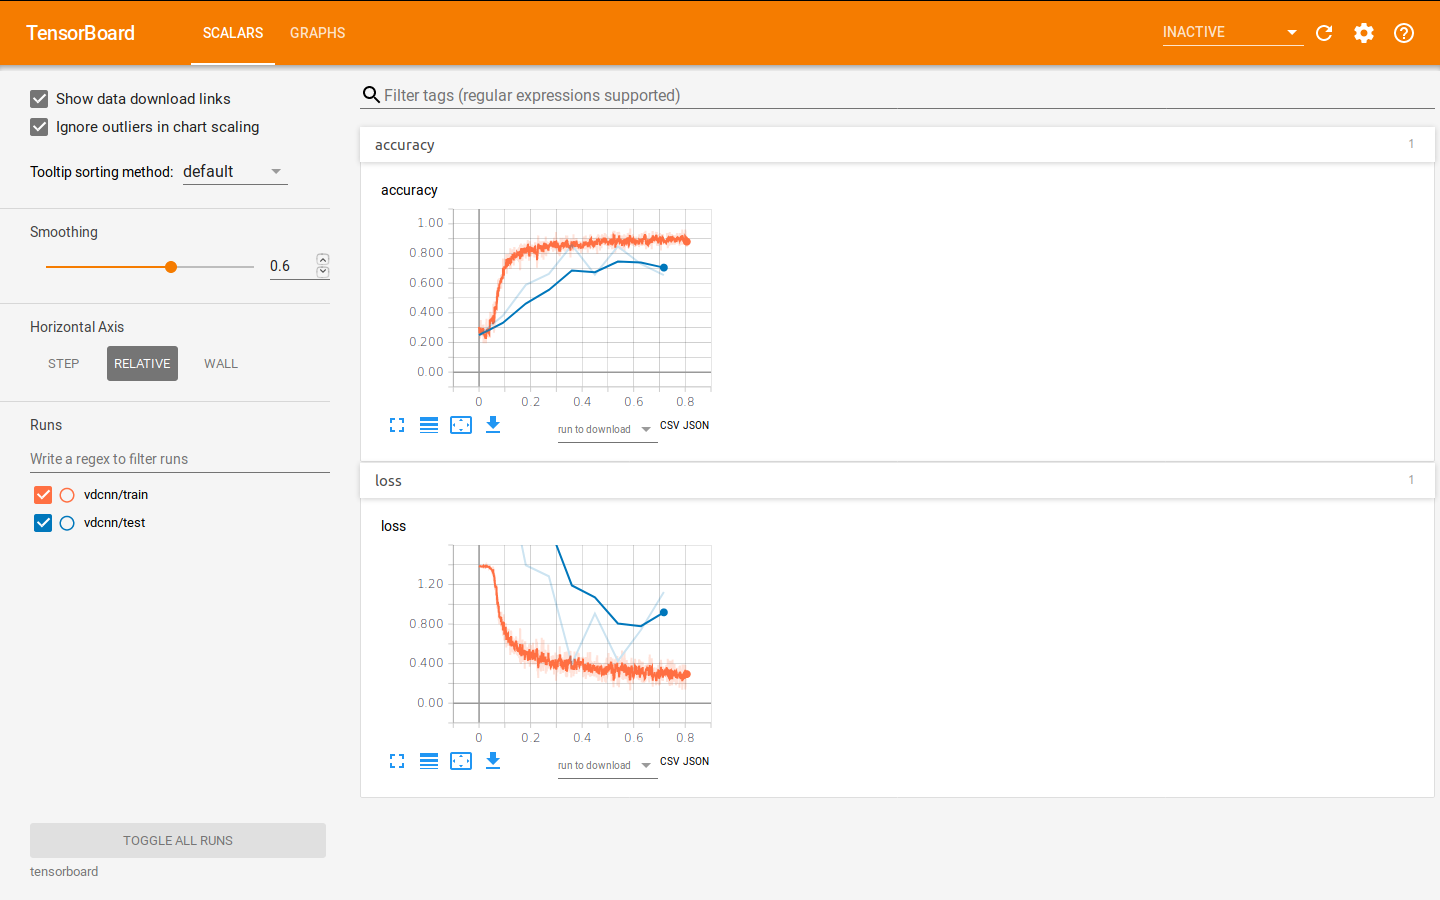 TensorBoard SCALARS GRAPHS INACTIVE
Show data download links
Ignore outliers in chart scaling
Tooltip sorting method: default
Smoothing
0.6
Horizontal Axis
STEP RELATIVE WALL
Runs
Write a regex to filter runs
vdcnn/train
vdcnn/test
TOGGLE ALL RUNS
tensorboard
Filter tags (regular expressions supported)
accuracy 1
accuracy
1.00
0.800
0.600
0.400
0.200
0.00
0 0.2 0.4 0.6 0.8
run to download CSV JSON
loss 1
loss
1.20
0.800
0.400
0.00
0 0.2 0.4 0.6 0.8
run to download CSV JSON